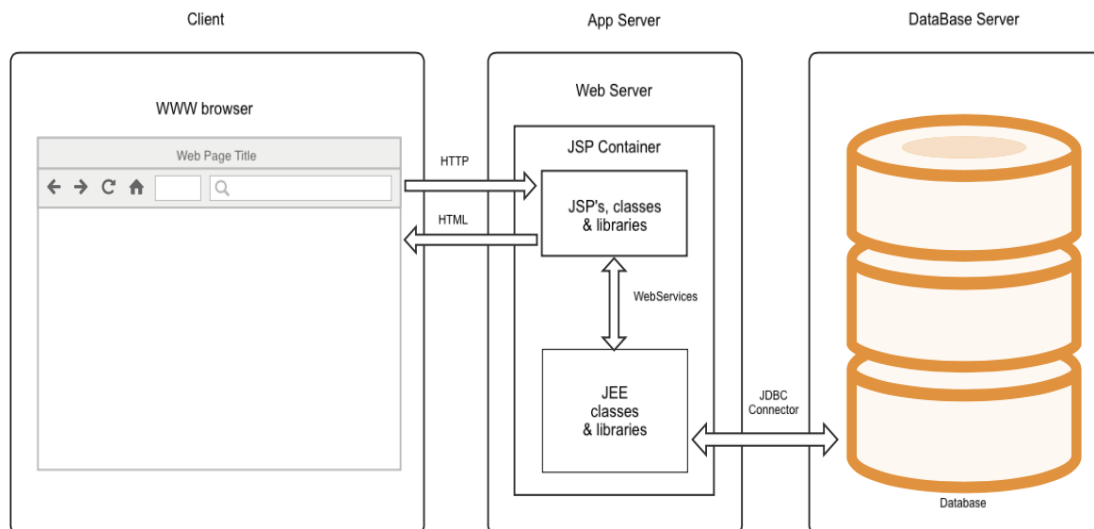 Client
App Server
DataBase Server
WWW browser
Web Page Title
HTTP
HTML
Web Server
JSP Container
JSP's, classes
& libraries
WebServices
JEE
classes
& libraries
JDBC
Connector
Database